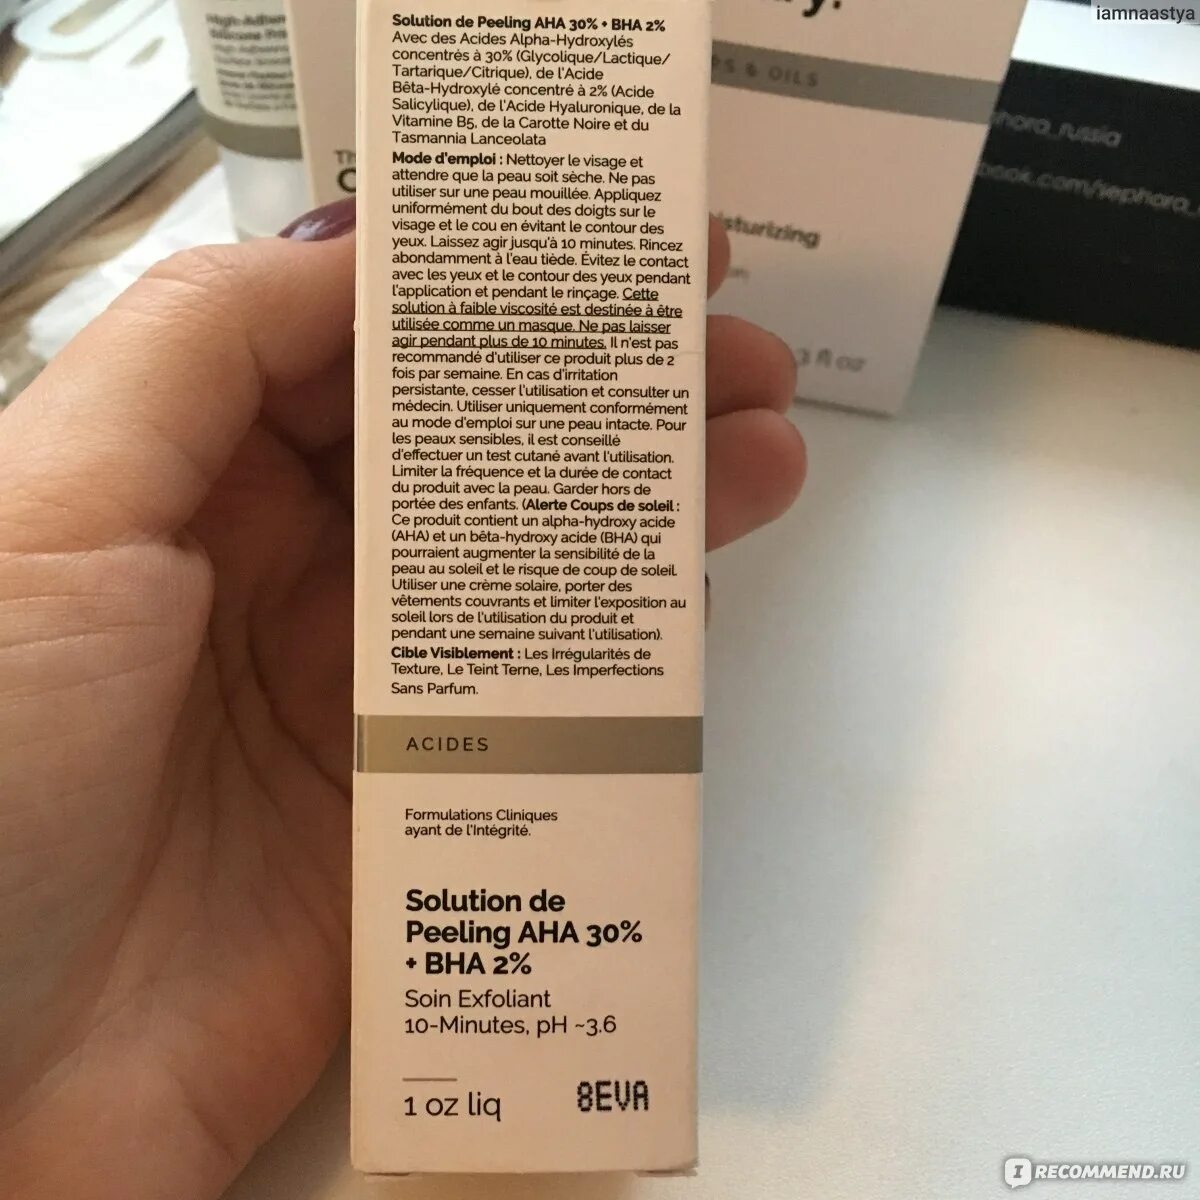 iamnaastya
Solution de Peeling AHA 30% + BHA 2%
Avec des Acides Alpha-Hydroxylés
concentrés à 30% (Glycolique/Lactique/
Tartarique/Citrique), de l'Acide
Bêta-Hydroxylé concentré à 2% (Acide
Salicylique), de l'Acide Hyaluronique, de la
Vitamine B5, de la Carotte Noire et du
Tasmannia Lanceolata
Mode d'emploi : Nettoyer le visage et
attendre que la peau soit sèche. Ne pas
utiliser sur une peau mouillée. Appliquez
uniformément du bout des doigts sur le
visage et le cou en évitant le contour des
yeux. Laissez agir jusqu'à 10 minutes. Rincez
abondamment à l'eau tiède. Évitez le contact
avec les yeux et le contour des yeux pendant
l'application et pendant le rinçage. Cette
solution à faible viscosité est destinée à être
utilisée comme un masque. Ne pas laisser
agir pendant plus de 10 minutes. Il n'est pas
recommandé d'utiliser ce produit plus de 2
fois par semaine. En cas d'irritation
persistante, cesser l'utilisation et consulter un
médecin. Utiliser uniquement conformément
au mode d'emploi sur une peau intacte. Pour
les peaux sensibles, il est conseillé
d'effectuer un test cutané avant l'utilisation.
Limiter la fréquence et la durée de contact
du produit avec la peau. Garder hors de
portée des enfants. (Alerte Coups de soleil :
Ce produit contient un alpha-hydroxy acide
(AHA) et un bêta-hydroxy acide (BHA) qui
pourraient augmenter la sensibilité de la
peau au soleil et le risque de coup de soleil.
Utiliser une crème solaire, porter des
vêtements couvrants et limiter l'exposition au
soleil lors de l'utilisation du produit et
pendant une semaine suivant l'utilisation).
Cible Visiblement : Les Irrégularités de
Texture, Le Teint Terne, Les Imperfections
Sans Parfum.
ACIDES
Formulations Cliniques
ayant de l'Intégrité.
Solution de
Peeling AHA 30%
+ BHA 2%
Soin Exfoliant
10-Minutes, pH ~3.6
1 oz liq
8EVA
& OILS
hora_russia
book.com/sephora
sturizing
3 fl oz
IRECOMMEND.RU